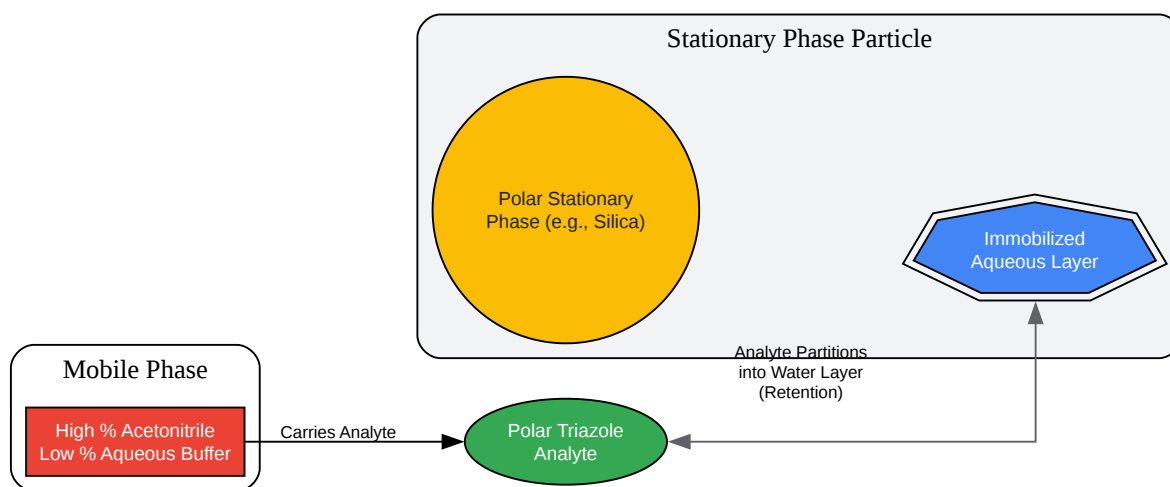 Stationary Phase Particle
Polar Stationary
Phase (e.g., Silica)
Immobilized
Aqueous Layer
Analyte Partitions
into Water Layer
(Retention)
Mobile Phase
High % Acetonitrile
Low % Aqueous Buffer
Carries Analyte
Polar Triazole
Analyte